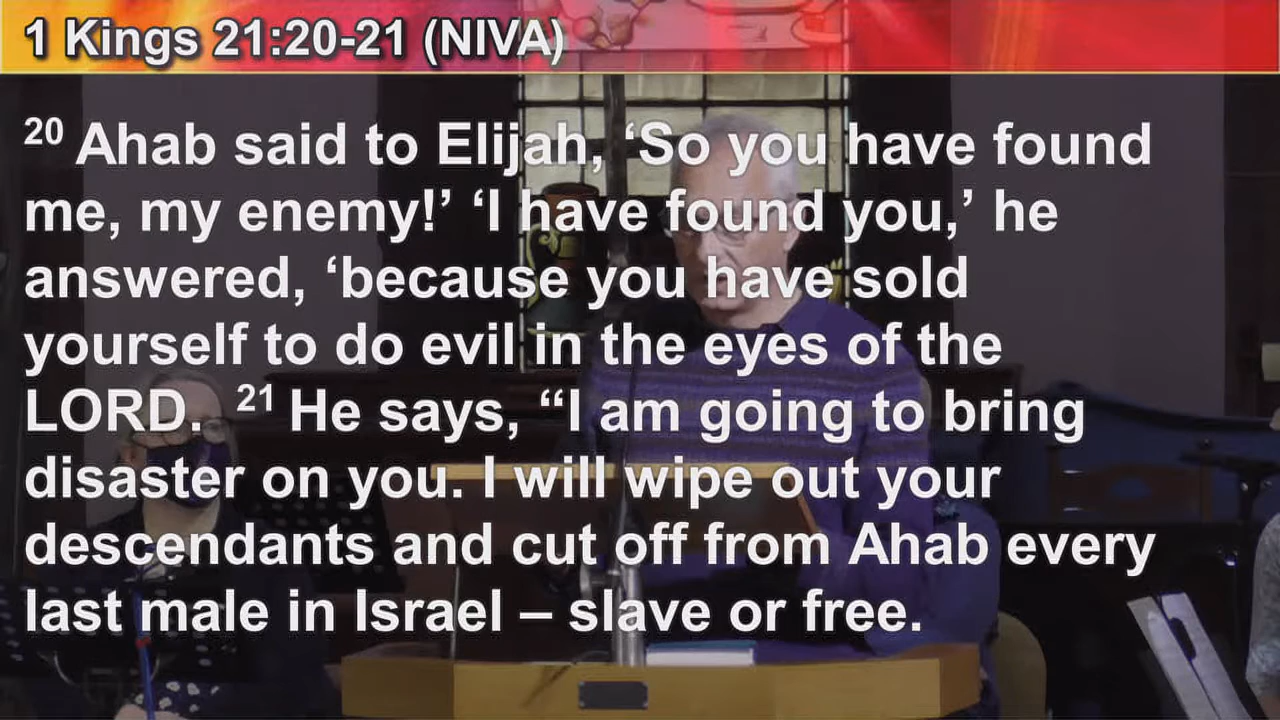 1 Kings 21:20-21 (NIVA)
20 Ahab said to Elijah, ‘So you have found
me, my enemy!’ ‘I have found you,’ he
answered, ‘because you have sold
yourself to do evil in the eyes of the
LORD. 21 He says, “I am going to bring
disaster on you. I will wipe out your
descendants and cut off from Ahab every
last male in Israel – slave or free.